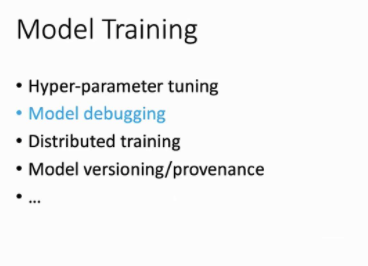 Model Training
• Hyper-parameter tuning
• Model debugging
• Distributed training
• Model versioning/provenance
• ...